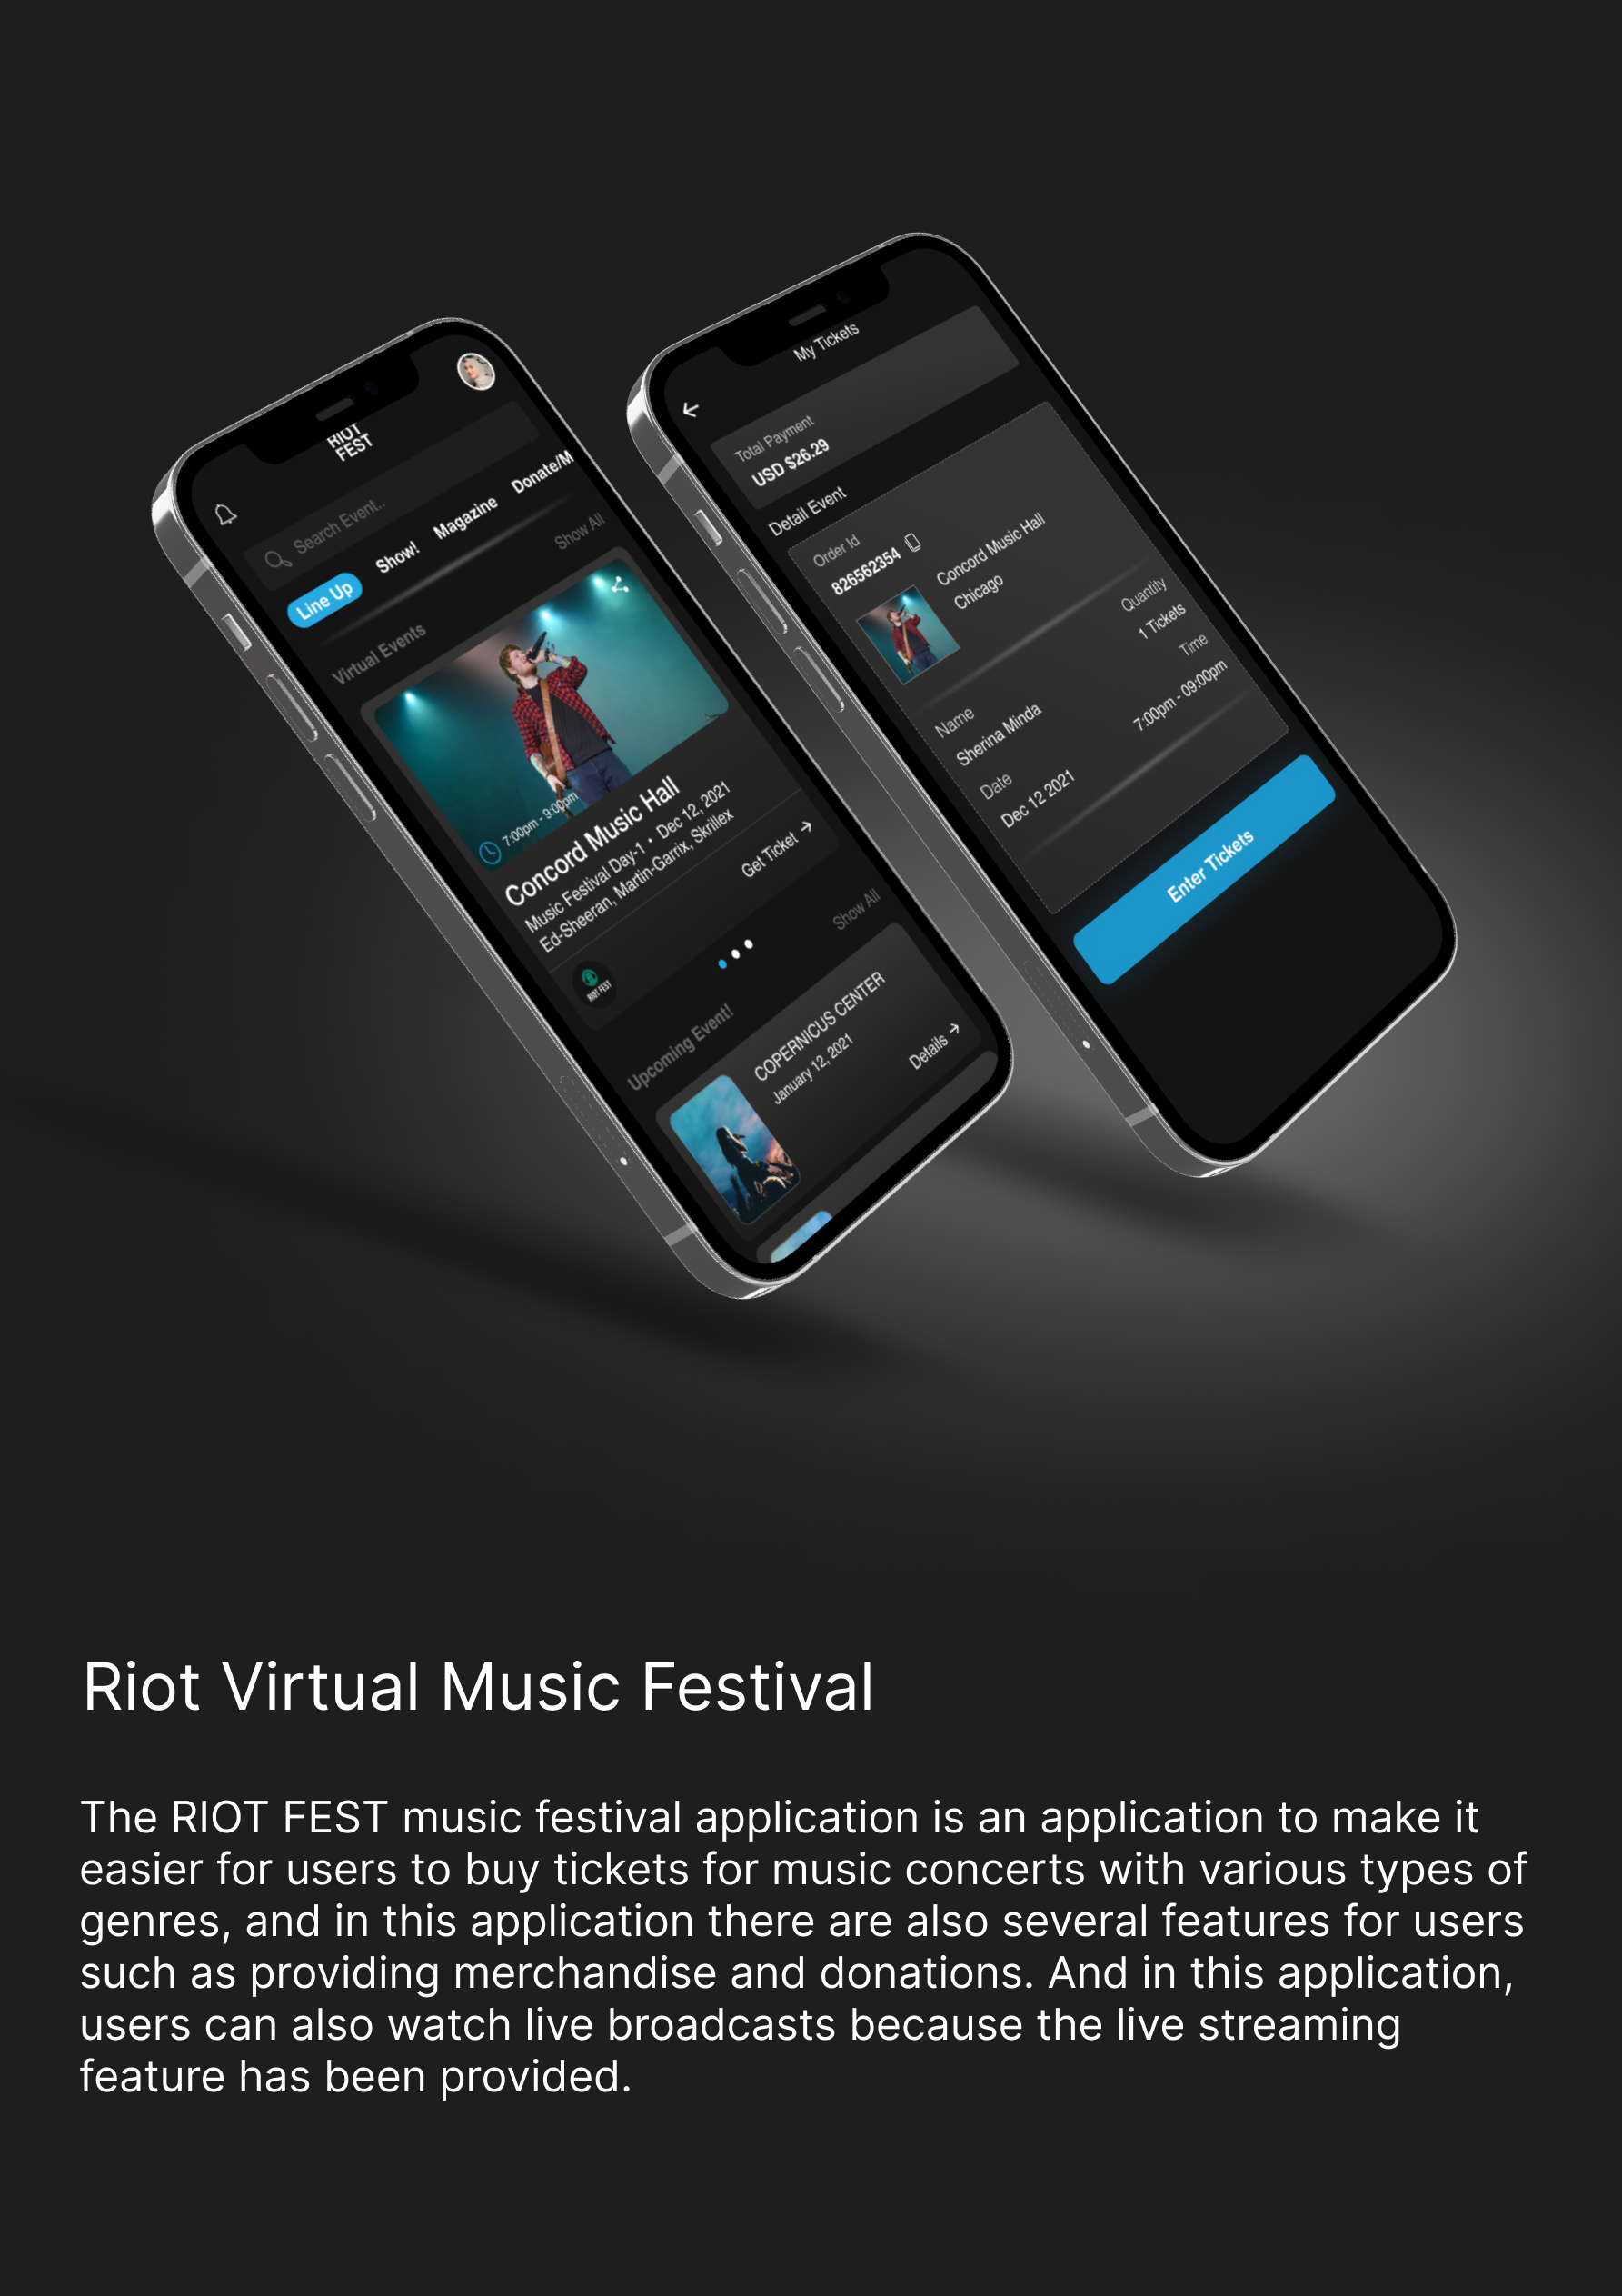 RIOT
FEST
Search Event..
Line Up
Show!
Magazine
Donate/M
Virtual Events
Show All
7:00pm - 9:00pm
Concord Music Hall
Music Festival Day-1 • Dec 12, 2021
Ed-Sheeran, Martin-Garrix, Skrillex
RIOT FEST
Get Ticket →
Upcoming Event!
Show All
COPERNICUS CENTER
January 12, 2021
Details →
My Tickets
Total Payment
USD $26.29
Detail Event
Order Id
826562354
Concord Music Hall
Chicago
Quantity
1 Tickets
Name
Time
Sherina Minda
7:00pm - 09:00pm
Date
Dec 12 2021
Enter Tickets
Riot Virtual Music Festival
The RIOT FEST music festival application is an application to make it
easier for users to buy tickets for music concerts with various types of
genres, and in this application there are also several features for users
such as providing merchandise and donations. And in this application,
users can also watch live broadcasts because the live streaming
feature has been provided.